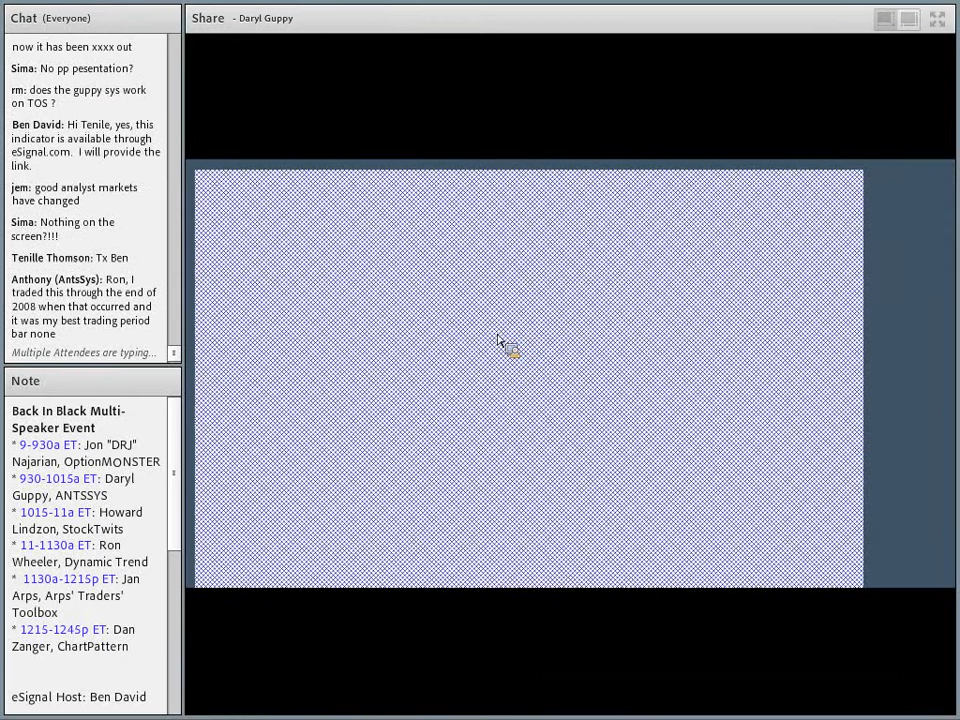 Chat (Everyone)
now it has been xxxx out
Sima: No pp pesentation?
rm: does the guppy sys work
on TOS ?
Ben David: Hi Tenile, yes, this
indicator is available through
eSignal.com. I will provide the
link.
jem: good analyst markets
have changed
Sima: Nothing on the
screen?!!!
Tenille Thomson: Tx Ben
Anthony (AntsSys): Ron, I
traded this through the end of
2008 when that occurred and
it was my best trading period
bar none
Multiple Attendees are typing...
Note
Back In Black Multi-
Speaker Event
* 9-930a ET: Jon "DRJ"
Najarian, OptionMONSTER
* 930-1015a ET: Daryl
Guppy, ANTSSYS
* 1015-11a ET: Howard
Lindzon, StockTwits
* 11-1130a ET: Ron
Wheeler, Dynamic Trend
* 1130a-1215p ET: Jan
Arps, Arps' Traders'
Toolbox
* 1215-1245p ET: Dan
Zanger, ChartPattern
eSignal Host: Ben David
Share - Daryl Guppy